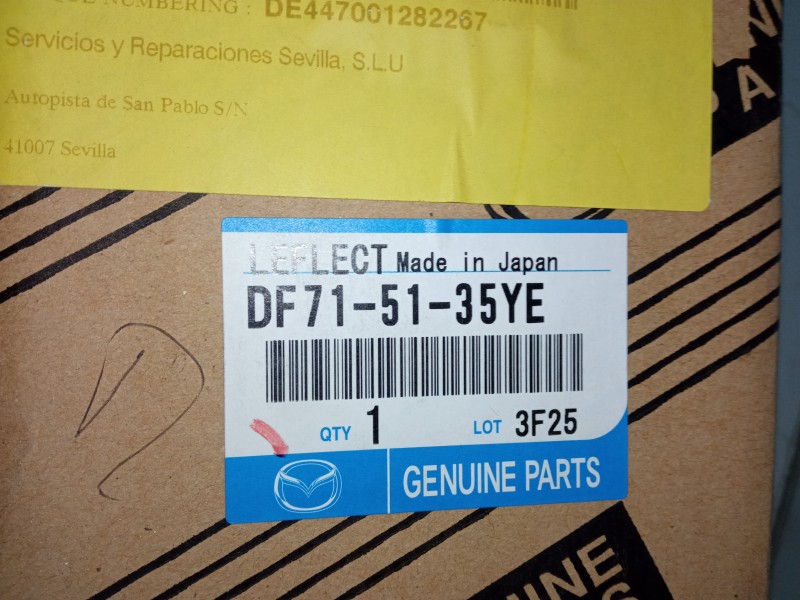 NUMBERING : DE447001282267
Servicios y Reparaciones Sevilla, S.L.U
Autopista de San Pablo S/N
41007 Sevilla
LEFLECT Made in Japan
DF71-51-35YE
QTY 1 LOT 3F25
GENUINE PARTS